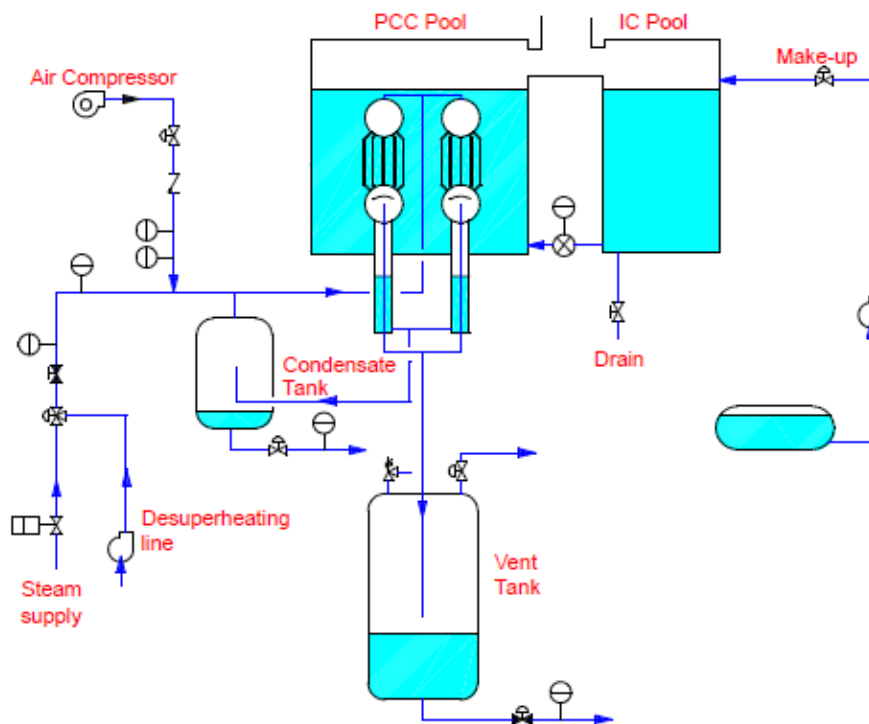 PCC Pool
IC Pool
Air Compressor
Make-up
Condensate
Tank
Drain
Desuperheating
line
Vent
Tank
Steam
supply